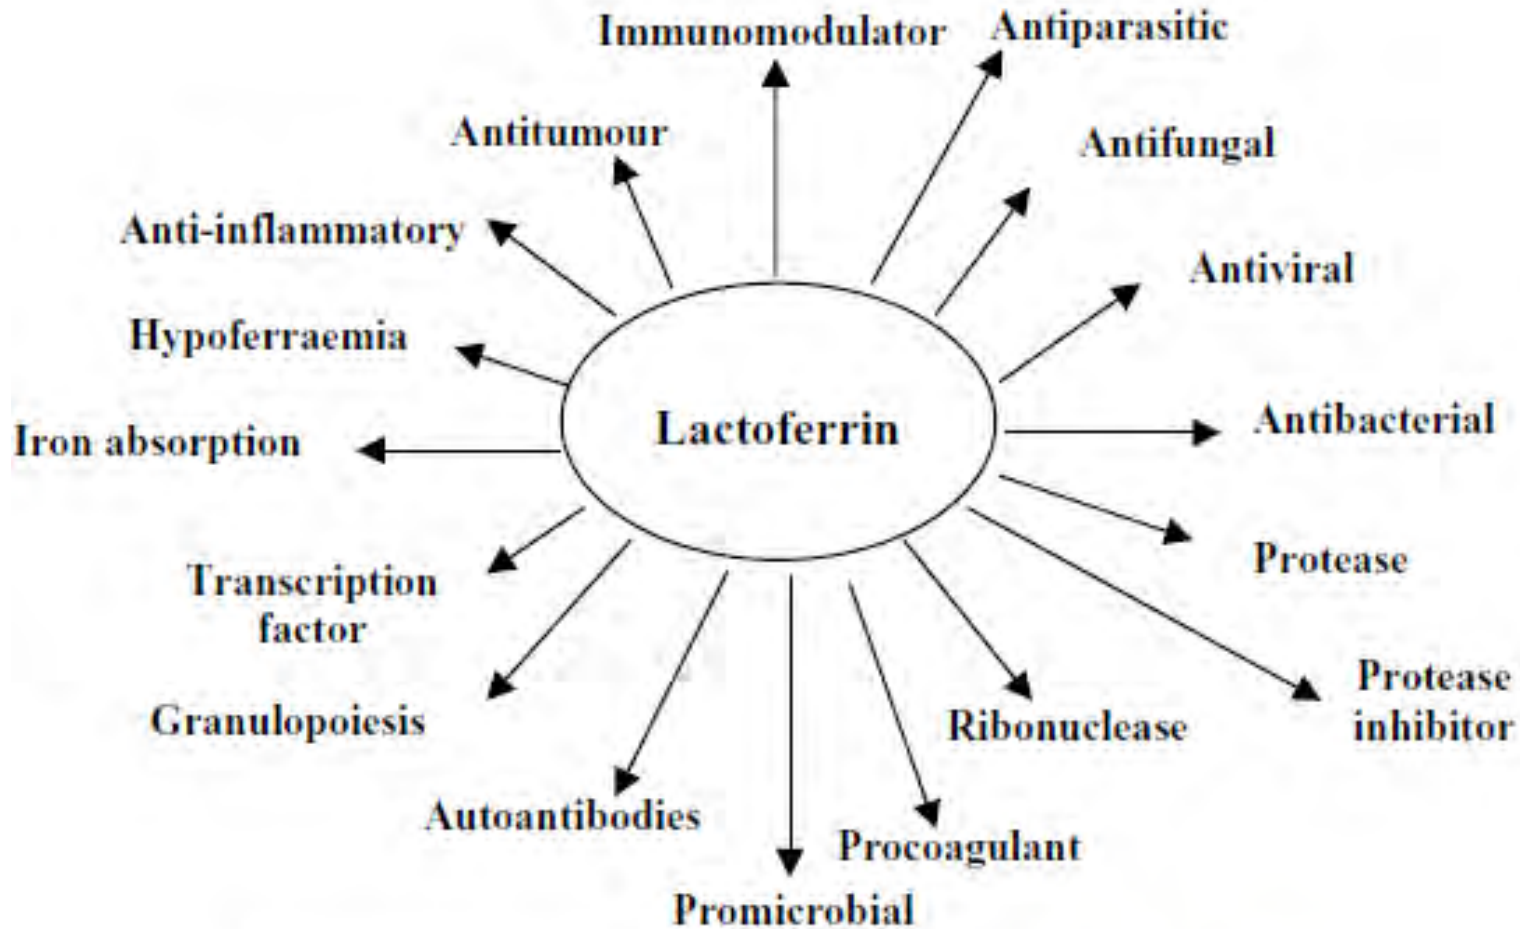 Immunomodulator
Antiparasitic
Antitumour
Antifungal
Anti-inflammatory
Antiviral
Hypoferraemia
Lactoferrin
Antibacterial
Iron absorption
Protease
Transcription
factor
Protease
inhibitor
Granulopoiesis
Ribonuclease
Autoantibodies
Procoagulant
Promicrobial